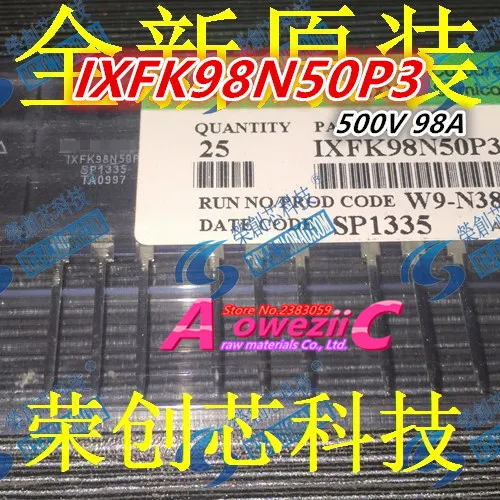 全新原装
IXFK98N50P3
500V 98A
QUANTITY
25
IXFK98N50P3
RUN NO/PROD CODE W9-N38
DATE CODE SP1335
IXFK98N50P
SP1335
TA0997
Store No.:2383059
AoweziiC
raw materials Co., Ltd.
荣创芯科技